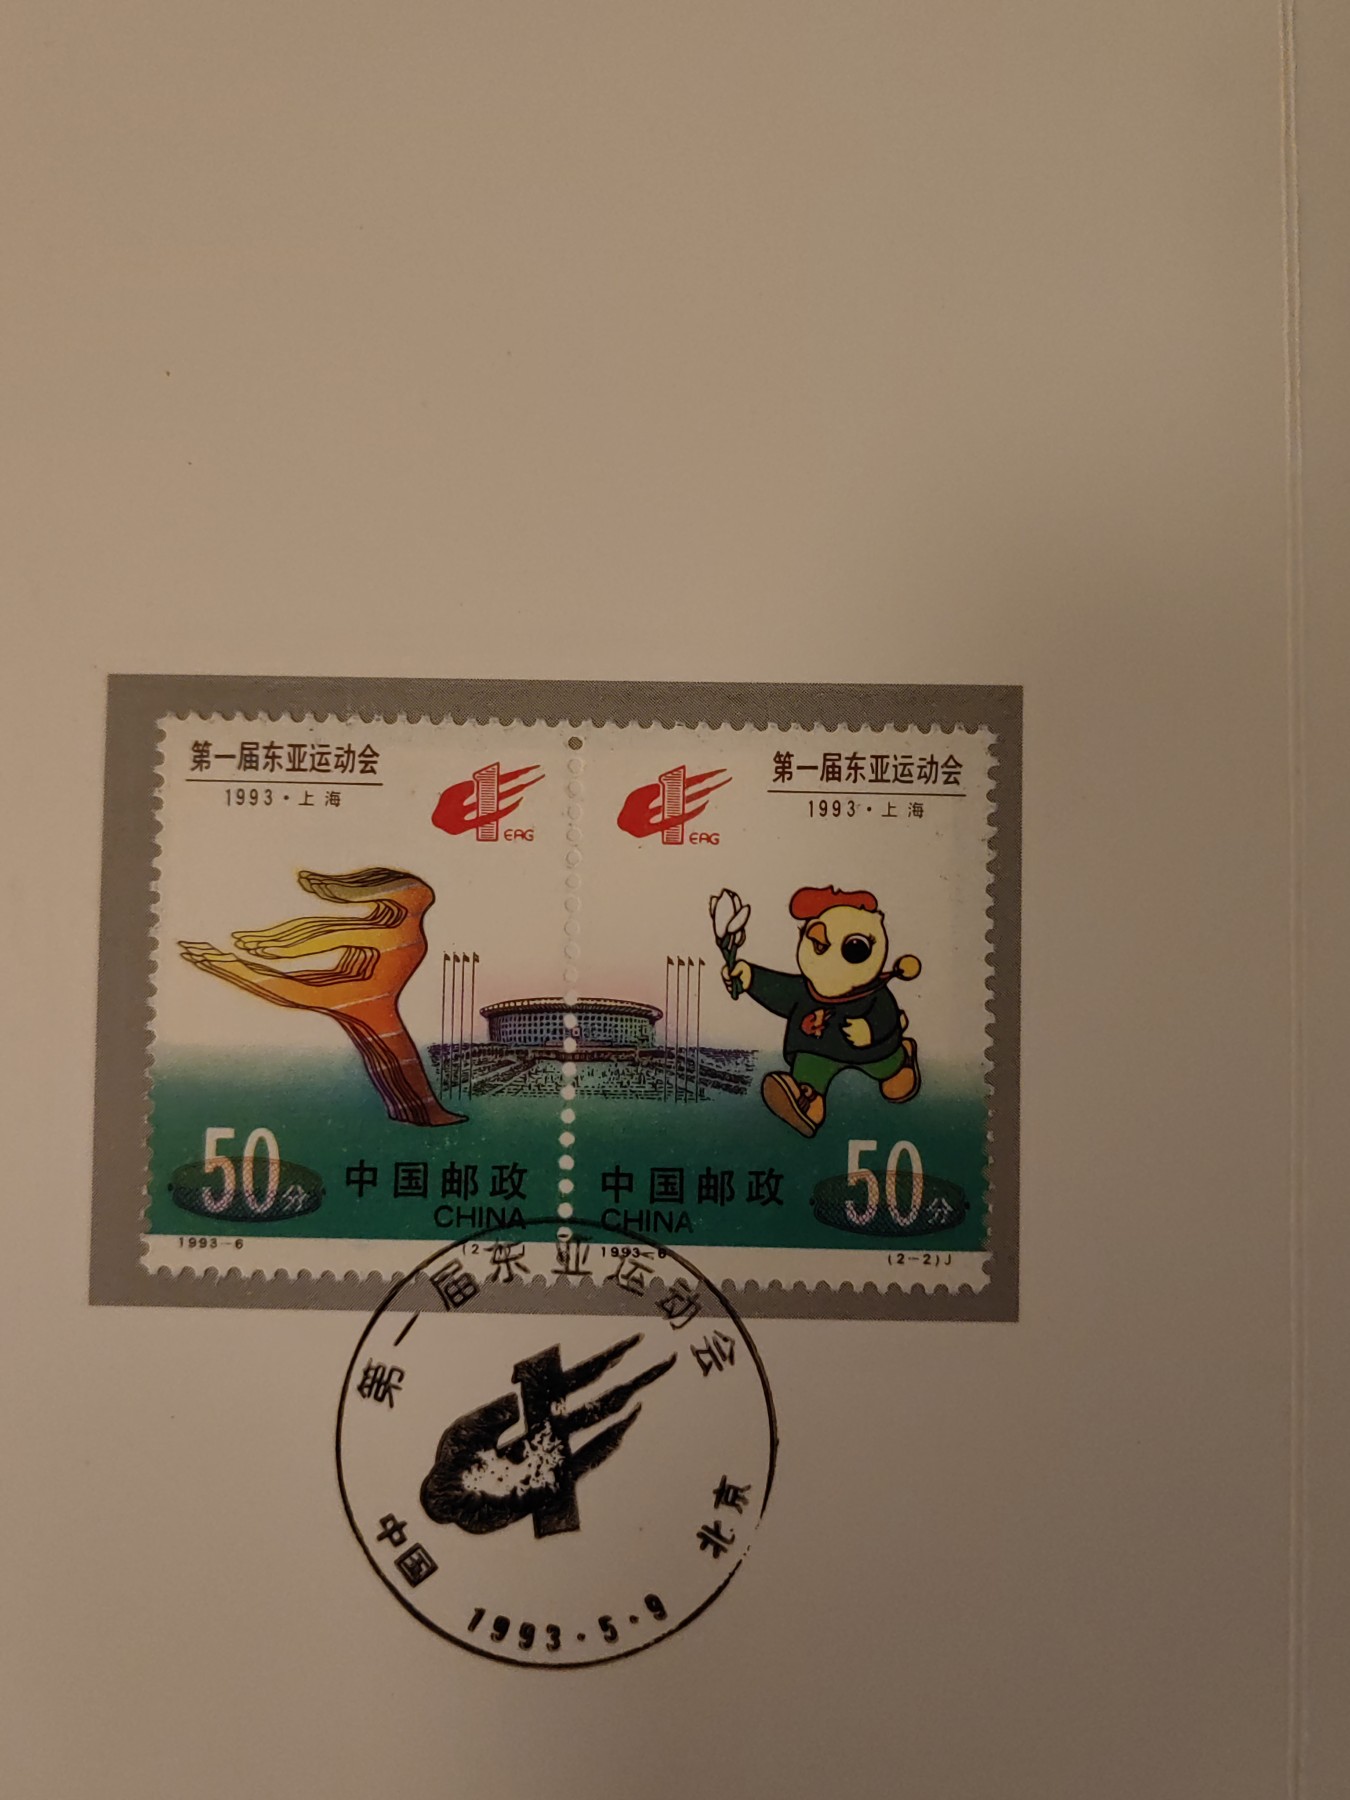 第一届东亚运动会
1993·上海
EAG
50分
中国邮政
CHINA
1993-6
第一届东亚运动会
1993·上海
EAG
中国邮政
CHINA
50分
1993-6
(2-2)J
第一届东亚运动会
中国
北京
1993·5·9